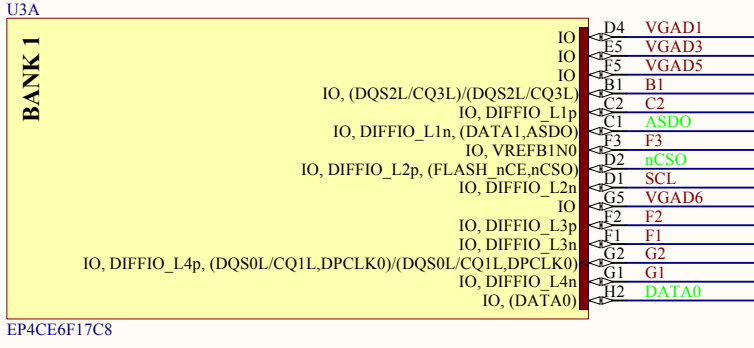 U3A
BANK 1
IO D4 VGAD1
IO E5 VGAD3
IO F5 VGAD5
IO, (DQS2L/CQ3L)/(DQS2L/CQ3L) B1 B1
IO, DIFFIO_L1p C2 C2
IO, DIFFIO_L1n, (DATA1,ASDO) C1 ASDO
IO, VREFB1N0 F3 F3
IO, DIFFIO_L2p, (FLASH_nCE,nCSO) D2 nCSO
IO, DIFFIO_L2n D1 SCL
IO G5 VGAD6
IO, DIFFIO_L3p F2 F2
IO, DIFFIO_L3n F1 F1
IO, DIFFIO_L4p, (DQS0L/CQ1L,DPCLK0)/(DQS0L/CQ1L,DPCLK0) G2 G2
IO, DIFFIO_L4n G1 G1
IO, (DATA0) H2 DATA0
EP4CE6F17C8